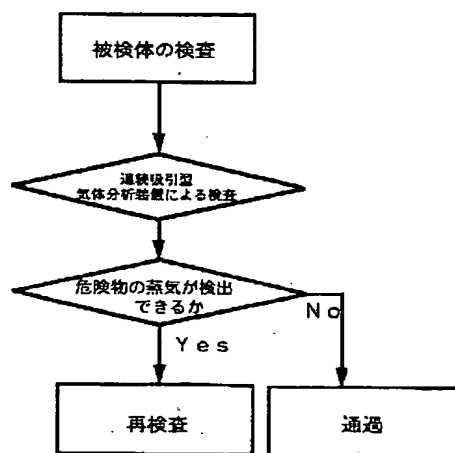 被検体の検査
連続吸引型
気体分析装置による検査
危険物の蒸気が検出
できるか
No
Yes
再検査
通過